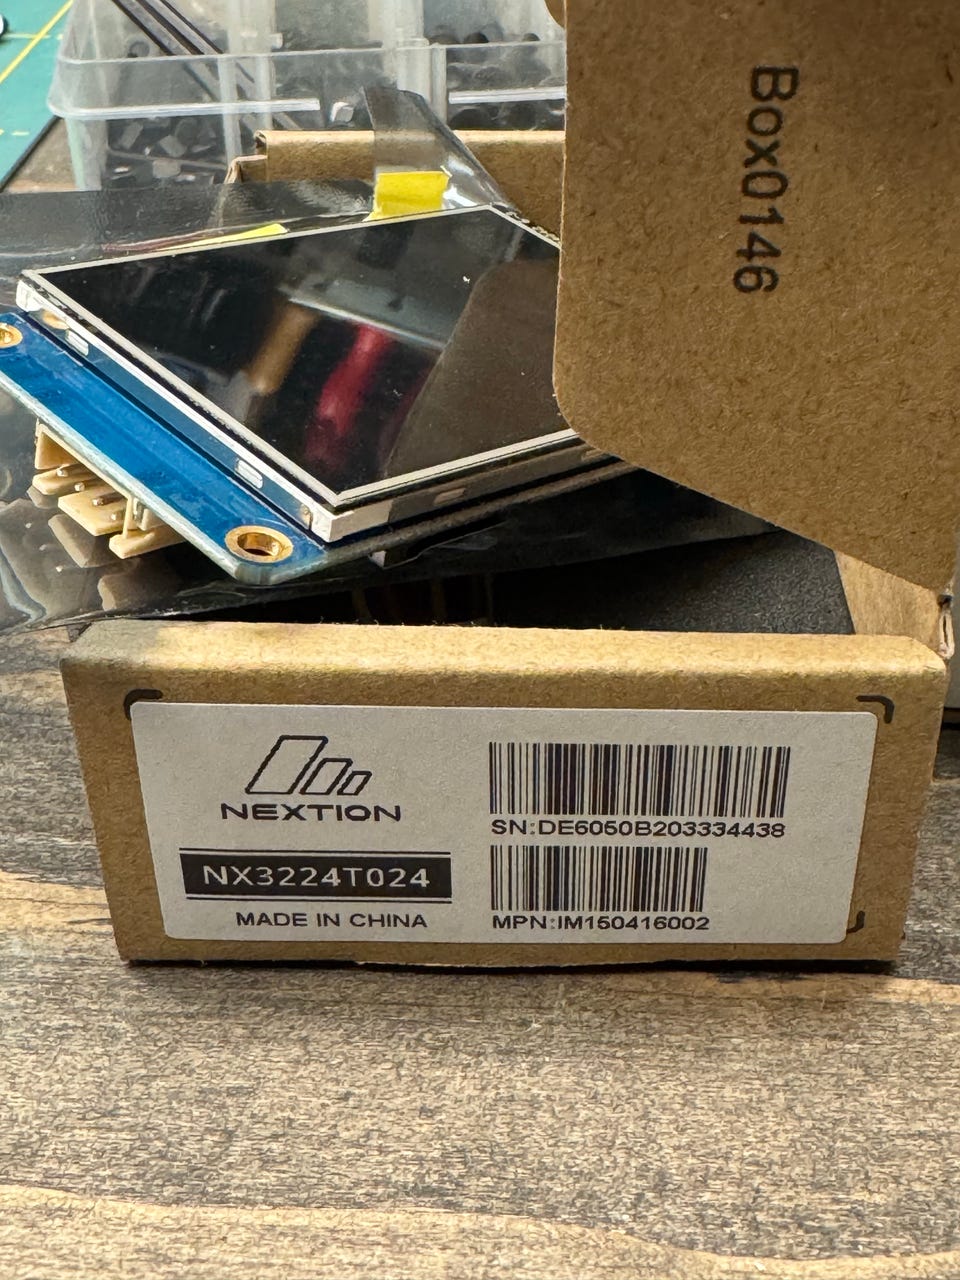 Box0146
NEXTION
NX3224T024
MADE IN CHINA
SN:DE6050B203334438
MPN:IM150416002